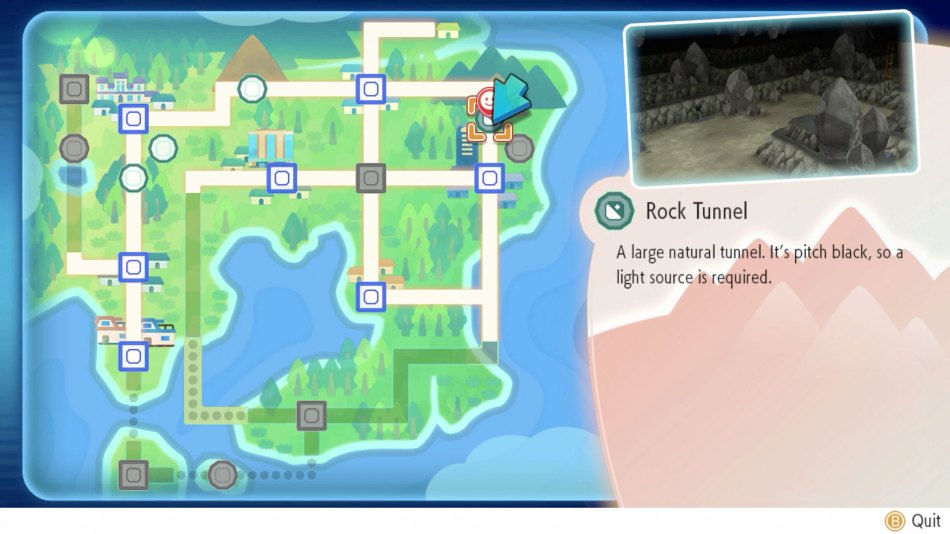 Rock Tunnel
A large natural tunnel. It's pitch black, so a
light source is required.
B Quit